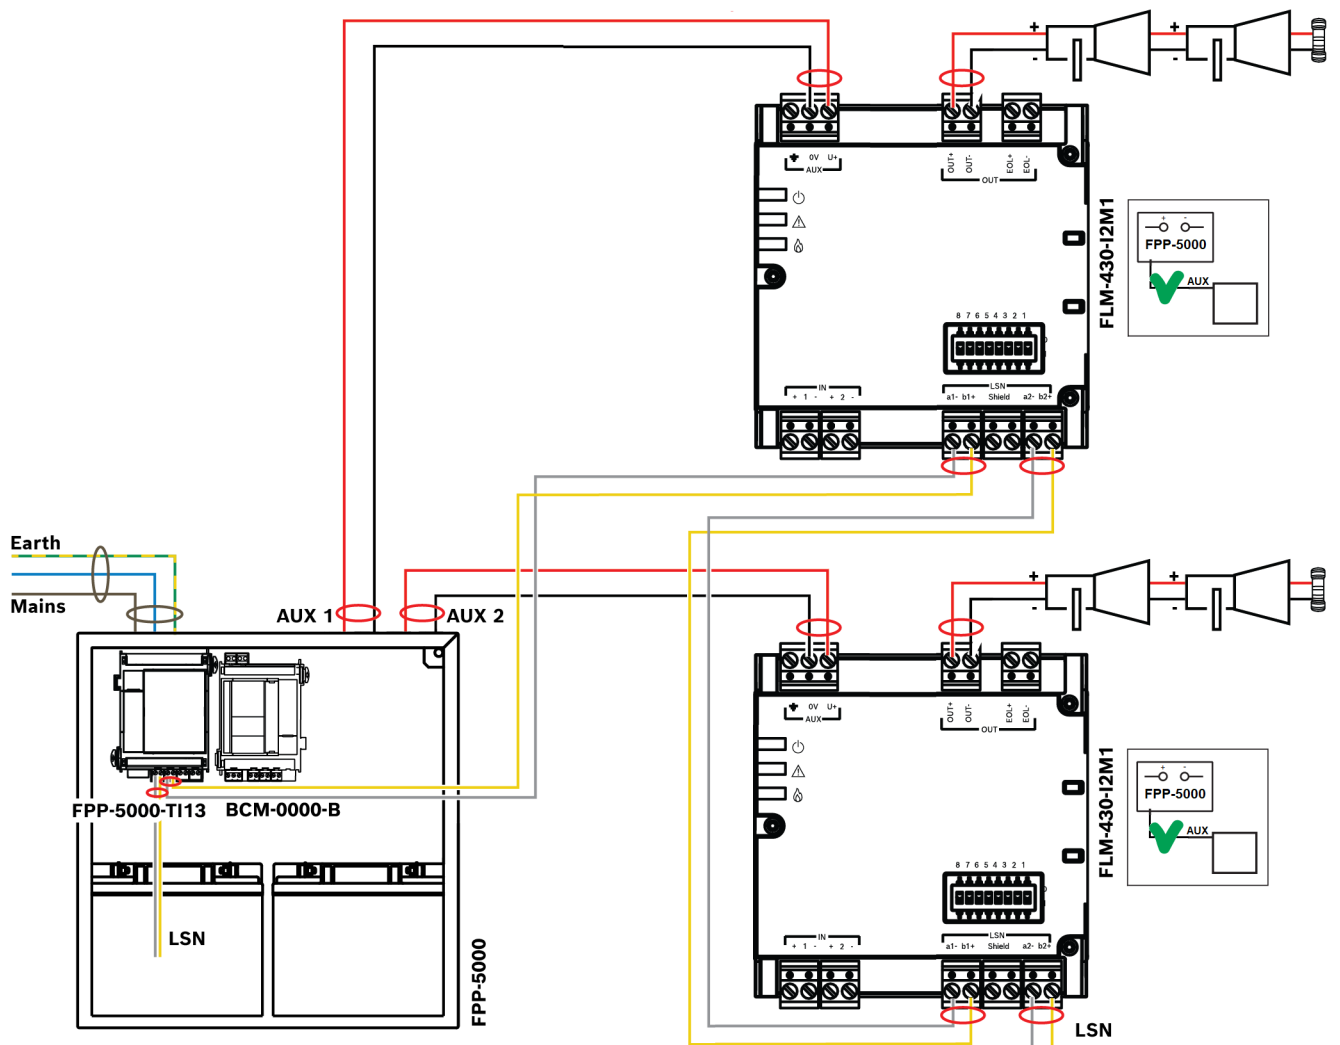 + +
- -
0V U+
AUX
OUT+ OUT- EOL+ EOL-
OUT
FLM-430-I2M1
+ -
FPP-5000
AUX
8 7 6 5 4 3 2 1
IN
+ 1 - + 2 -
LSN
a1- b1+ Shield a2- b2+
Earth
Mains
AUX 1
AUX 2
+ +
- -
0V U+
AUX
OUT+ OUT- EOL+ EOL-
OUT
FLM-430-I2M1
+ -
FPP-5000
AUX
FPP-5000-TI13
BCM-0000-B
8 7 6 5 4 3 2 1
IN
+ 1 - + 2 -
LSN
a1- b1+ Shield a2- b2+
LSN
FPP-5000
LSN